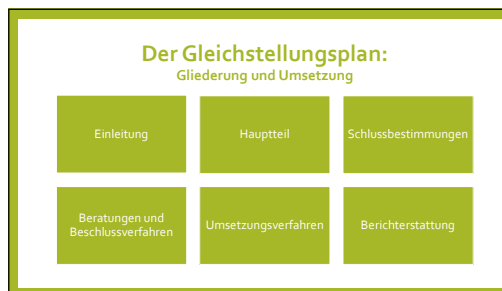 Der Gleichstellungsplan:
Gliederung und Umsetzung
Einleitung
Hauptteil
Schlussbestimmungen
Beratungen und
Beschlussverfahren
Umsetzungsverfahren
Berichterstattung